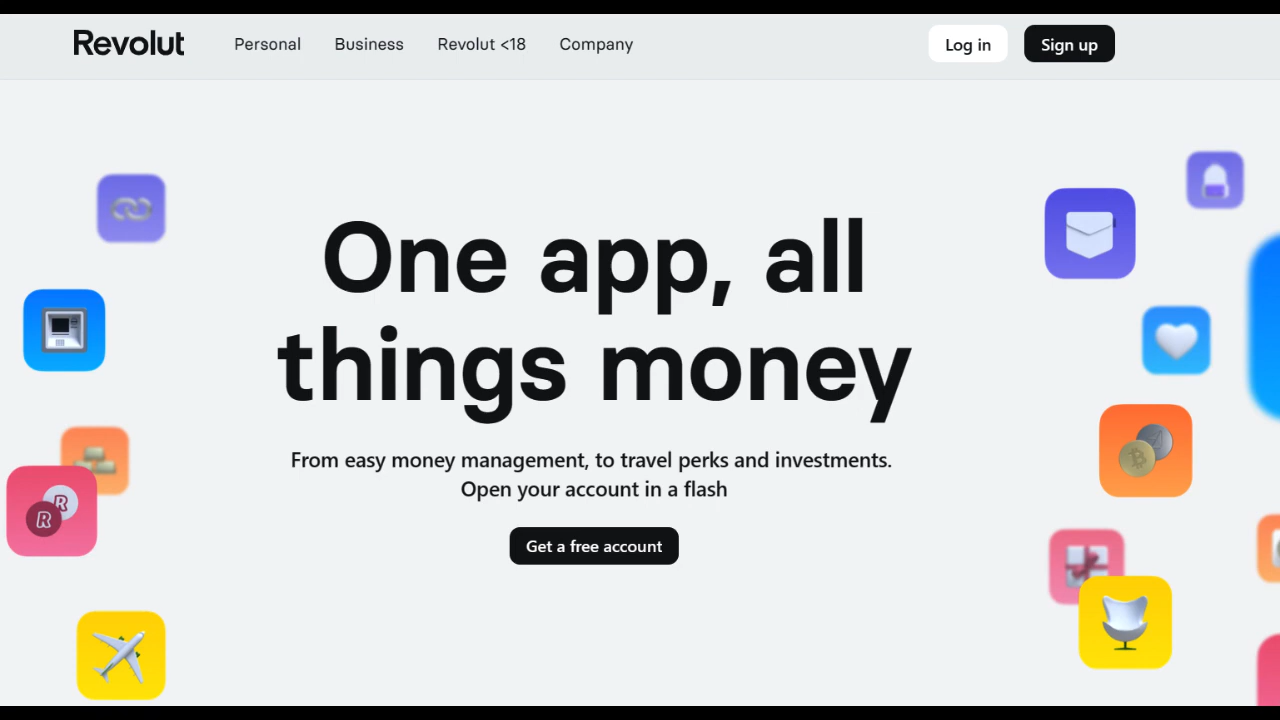 Revolut
Personal
Business
Revolut <18
Company
Log in
Sign up
One app, all
things money
From easy money management, to travel perks and investments.
Open your account in a flash
Get a free account
R
R